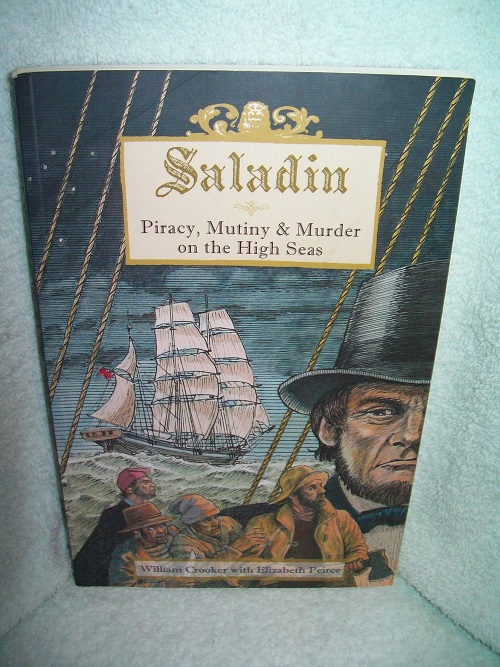 Saladin
Piracy, Mutiny & Murder
on the High Seas
William Crooker with Elizabeth Peirce